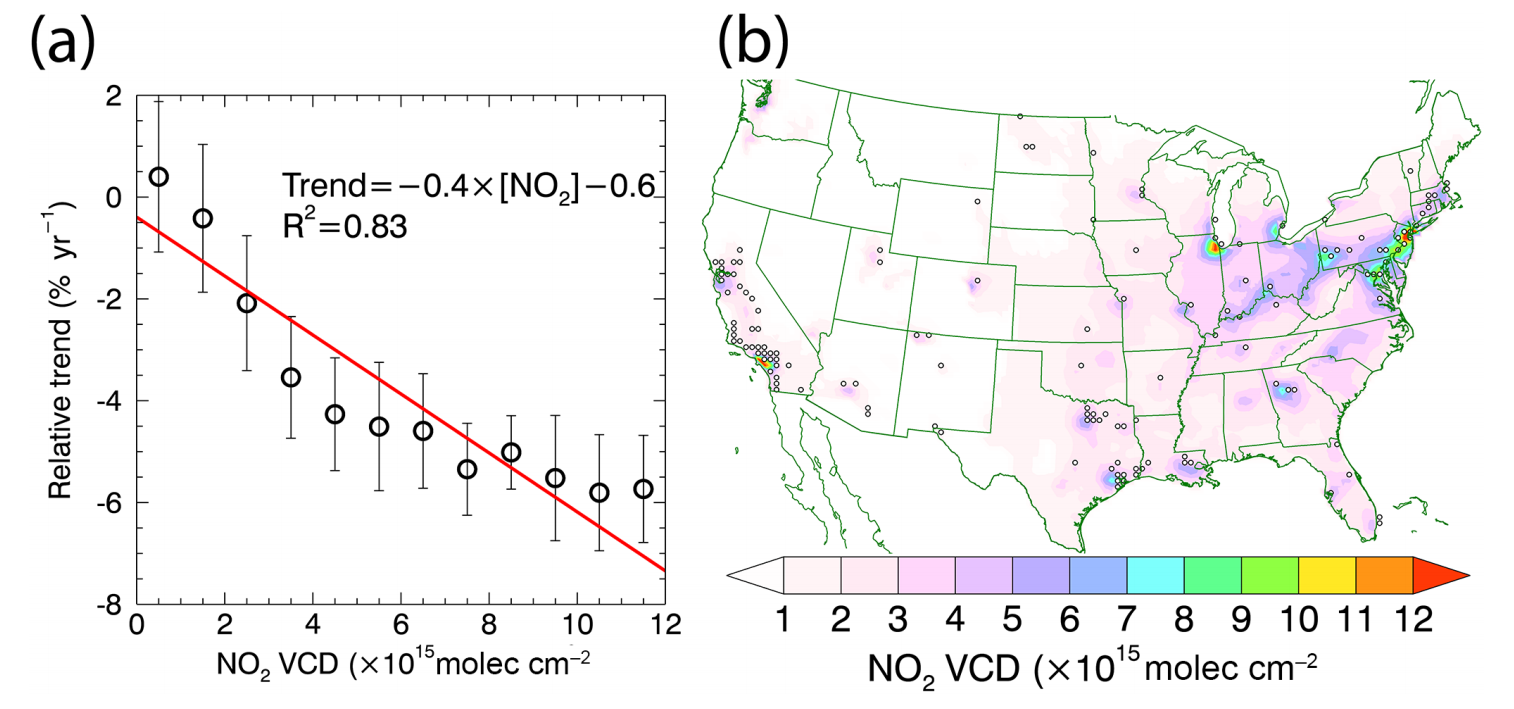 (a)
(b)
2
0
-2
-4
-6
-8
Relative trend (% yr⁻¹)
Trend=−0.4×[NO₂]−0.6
R²=0.83
0 2 4 6 8 10 12
NO₂ VCD (×10¹⁵molec cm⁻²
1 2 3 4 5 6 7 8 9 10 11 12
NO₂ VCD (×10¹⁵molec cm⁻²